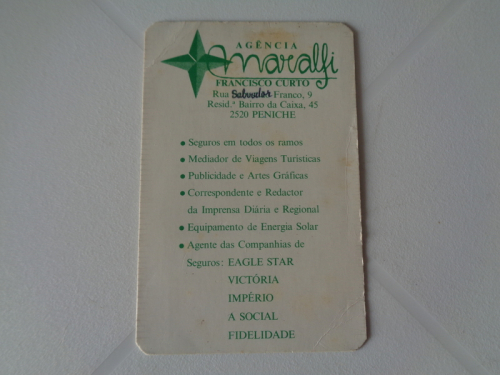 AGÊNCIA
maralfi
FRANCISCO CURTO
Rua Salvador Franco, 9
Resid.ª Bairro da Caixa, 45
2520 PENICHE
• Seguros em todos os ramos
• Mediador de Viagens Turísticas
• Publicidade e Artes Gráficas
• Correspondente e Redactor
da Imprensa Diária e Regional
• Equipamento de Energia Solar
• Agente das Companhias de
Seguros: EAGLE STAR
VICTÓRIA
IMPÉRIO
A SOCIAL
FIDELIDADE